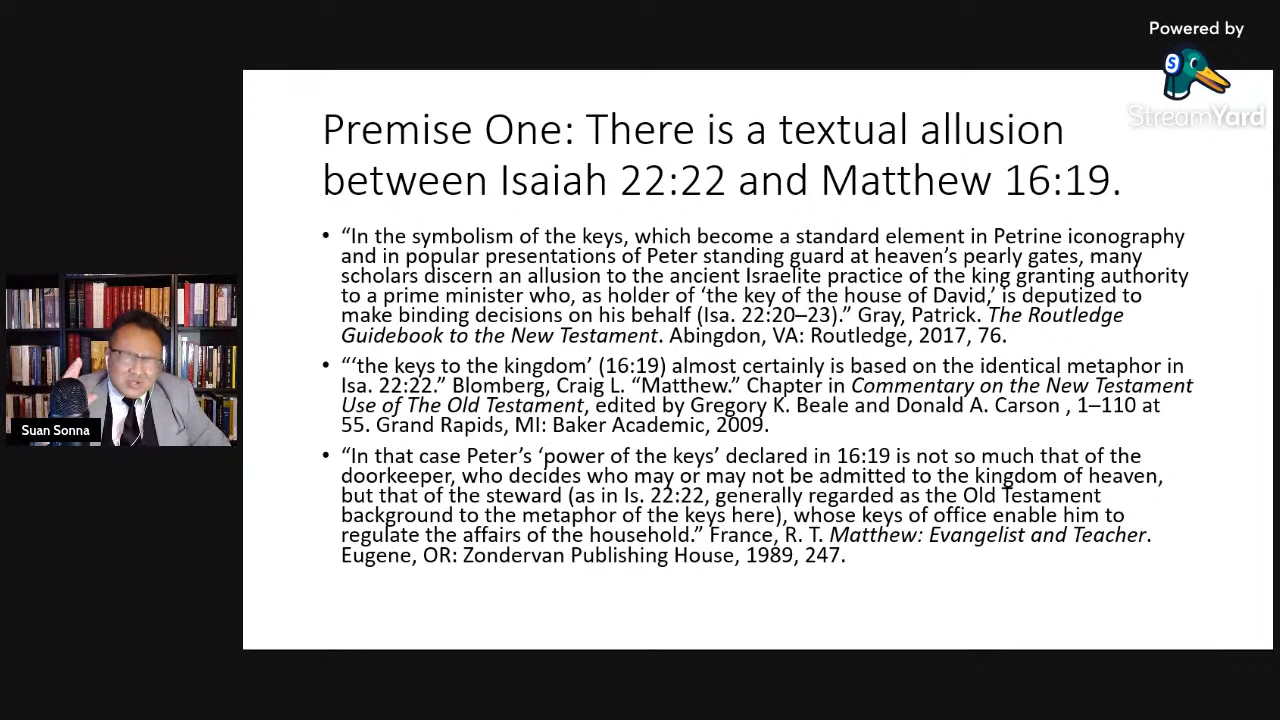 Powered by
S
StreamYard
Premise One: There is a textual allusion
between Isaiah 22:22 and Matthew 16:19.
• “In the symbolism of the keys, which become a standard element in Petrine iconography
and in popular presentations of Peter standing guard at heaven’s pearly gates, many
scholars discern an allusion to the ancient Israelite practice of the king granting authority
to a prime minister who, as holder of ‘the key of the house of David,’ is deputized to
make binding decisions on his behalf (Isa. 22:20–23).” Gray, Patrick. The Routledge
Guidebook to the New Testament. Abingdon, VA: Routledge, 2017, 76.
• “‘the keys to the kingdom’ (16:19) almost certainly is based on the identical metaphor in
Isa. 22:22.” Blomberg, Craig L. “Matthew.” Chapter in Commentary on the New Testament
Use of The Old Testament, edited by Gregory K. Beale and Donald A. Carson , 1–110 at
55. Grand Rapids, MI: Baker Academic, 2009.
• “In that case Peter’s ‘power of the keys’ declared in 16:19 is not so much that of the
doorkeeper, who decides who may or may not be admitted to the kingdom of heaven,
but that of the steward (as in Is. 22:22, generally regarded as the Old Testament
background to the metaphor of the keys here), whose keys of office enable him to
regulate the affairs of the household.” France, R. T. Matthew: Evangelist and Teacher.
Eugene, OR: Zondervan Publishing House, 1989, 247.
Suan Sonna